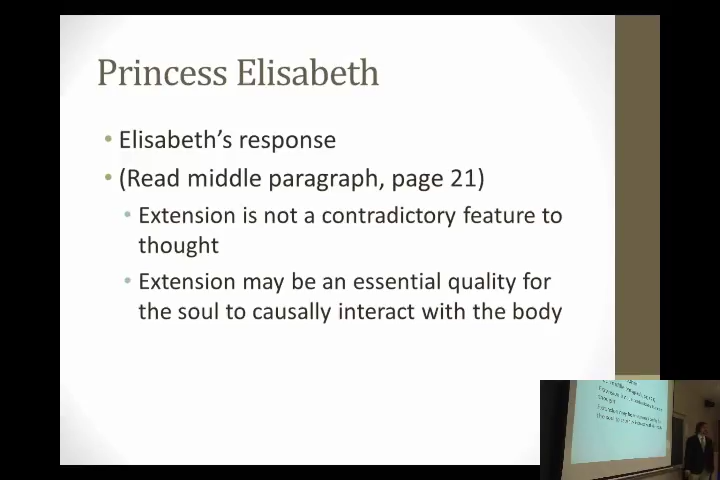 Princess Elisabeth
• Elisabeth's response
• (Read middle paragraph, page 21)
• Extension is not a contradictory feature to
thought
• Extension may be an essential quality for
the soul to causally interact with the body